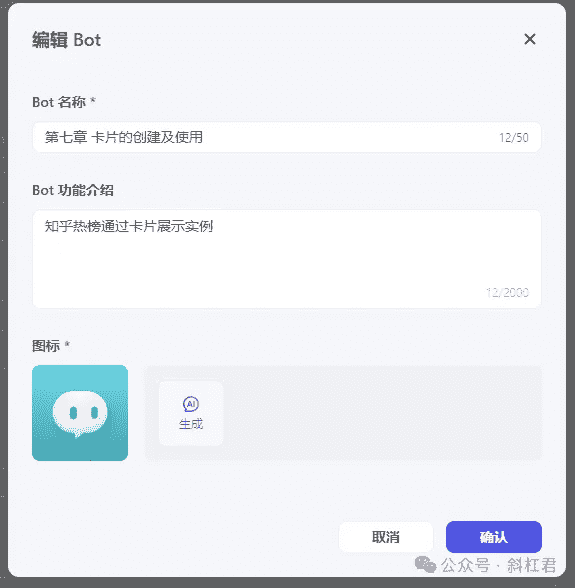 编辑 Bot
Bot 名称 *
第七章 卡片的创建及使用
12/50
Bot 功能介绍
知乎热榜通过卡片展示实例
12/2000
图标 *
AI
生成
取消
确认
公众号 · 斜杠君